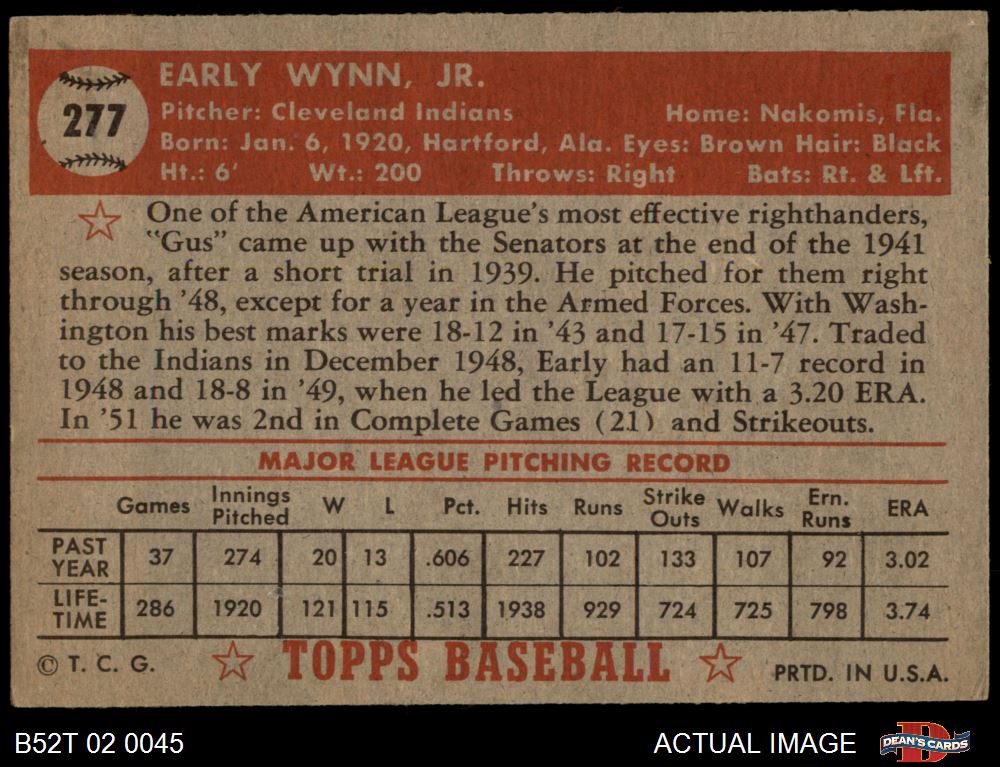 277
EARLY WYNN, JR.
Pitcher: Cleveland Indians Home: Nakomis, Fla.
Born: Jan. 6, 1920, Hartford, Ala. Eyes: Brown Hair: Black
Ht.: 6' Wt.: 200 Throws: Right Bats: Rt. & Lft.
One of the American League's most effective righthanders,
"Gus" came up with the Senators at the end of the 1941
season, after a short trial in 1939. He pitched for them right
through '48, except for a year in the Armed Forces. With Wash-
ington his best marks were 18-12 in '43 and 17-15 in '47. Traded
to the Indians in December 1948, Early had an 11-7 record in
1948 and 18-8 in '49, when he led the League with a 3.20 ERA.
In '51 he was 2nd in Complete Games (21) and Strikeouts.
MAJOR LEAGUE PITCHING RECORD
Games Innings Pitched W L Pct. Hits Runs Strike Outs Walks Ern. Runs ERA
PAST YEAR 37 274 20 13 .606 227 102 133 107 92 3.02
LIFE-TIME 286 1920 121 115 .513 1938 929 724 725 798 3.74
© T. C. G. TOPPS BASEBALL PRTD. IN U.S.A.
B52T 02 0045 ACTUAL IMAGE DEAN'S CARDS